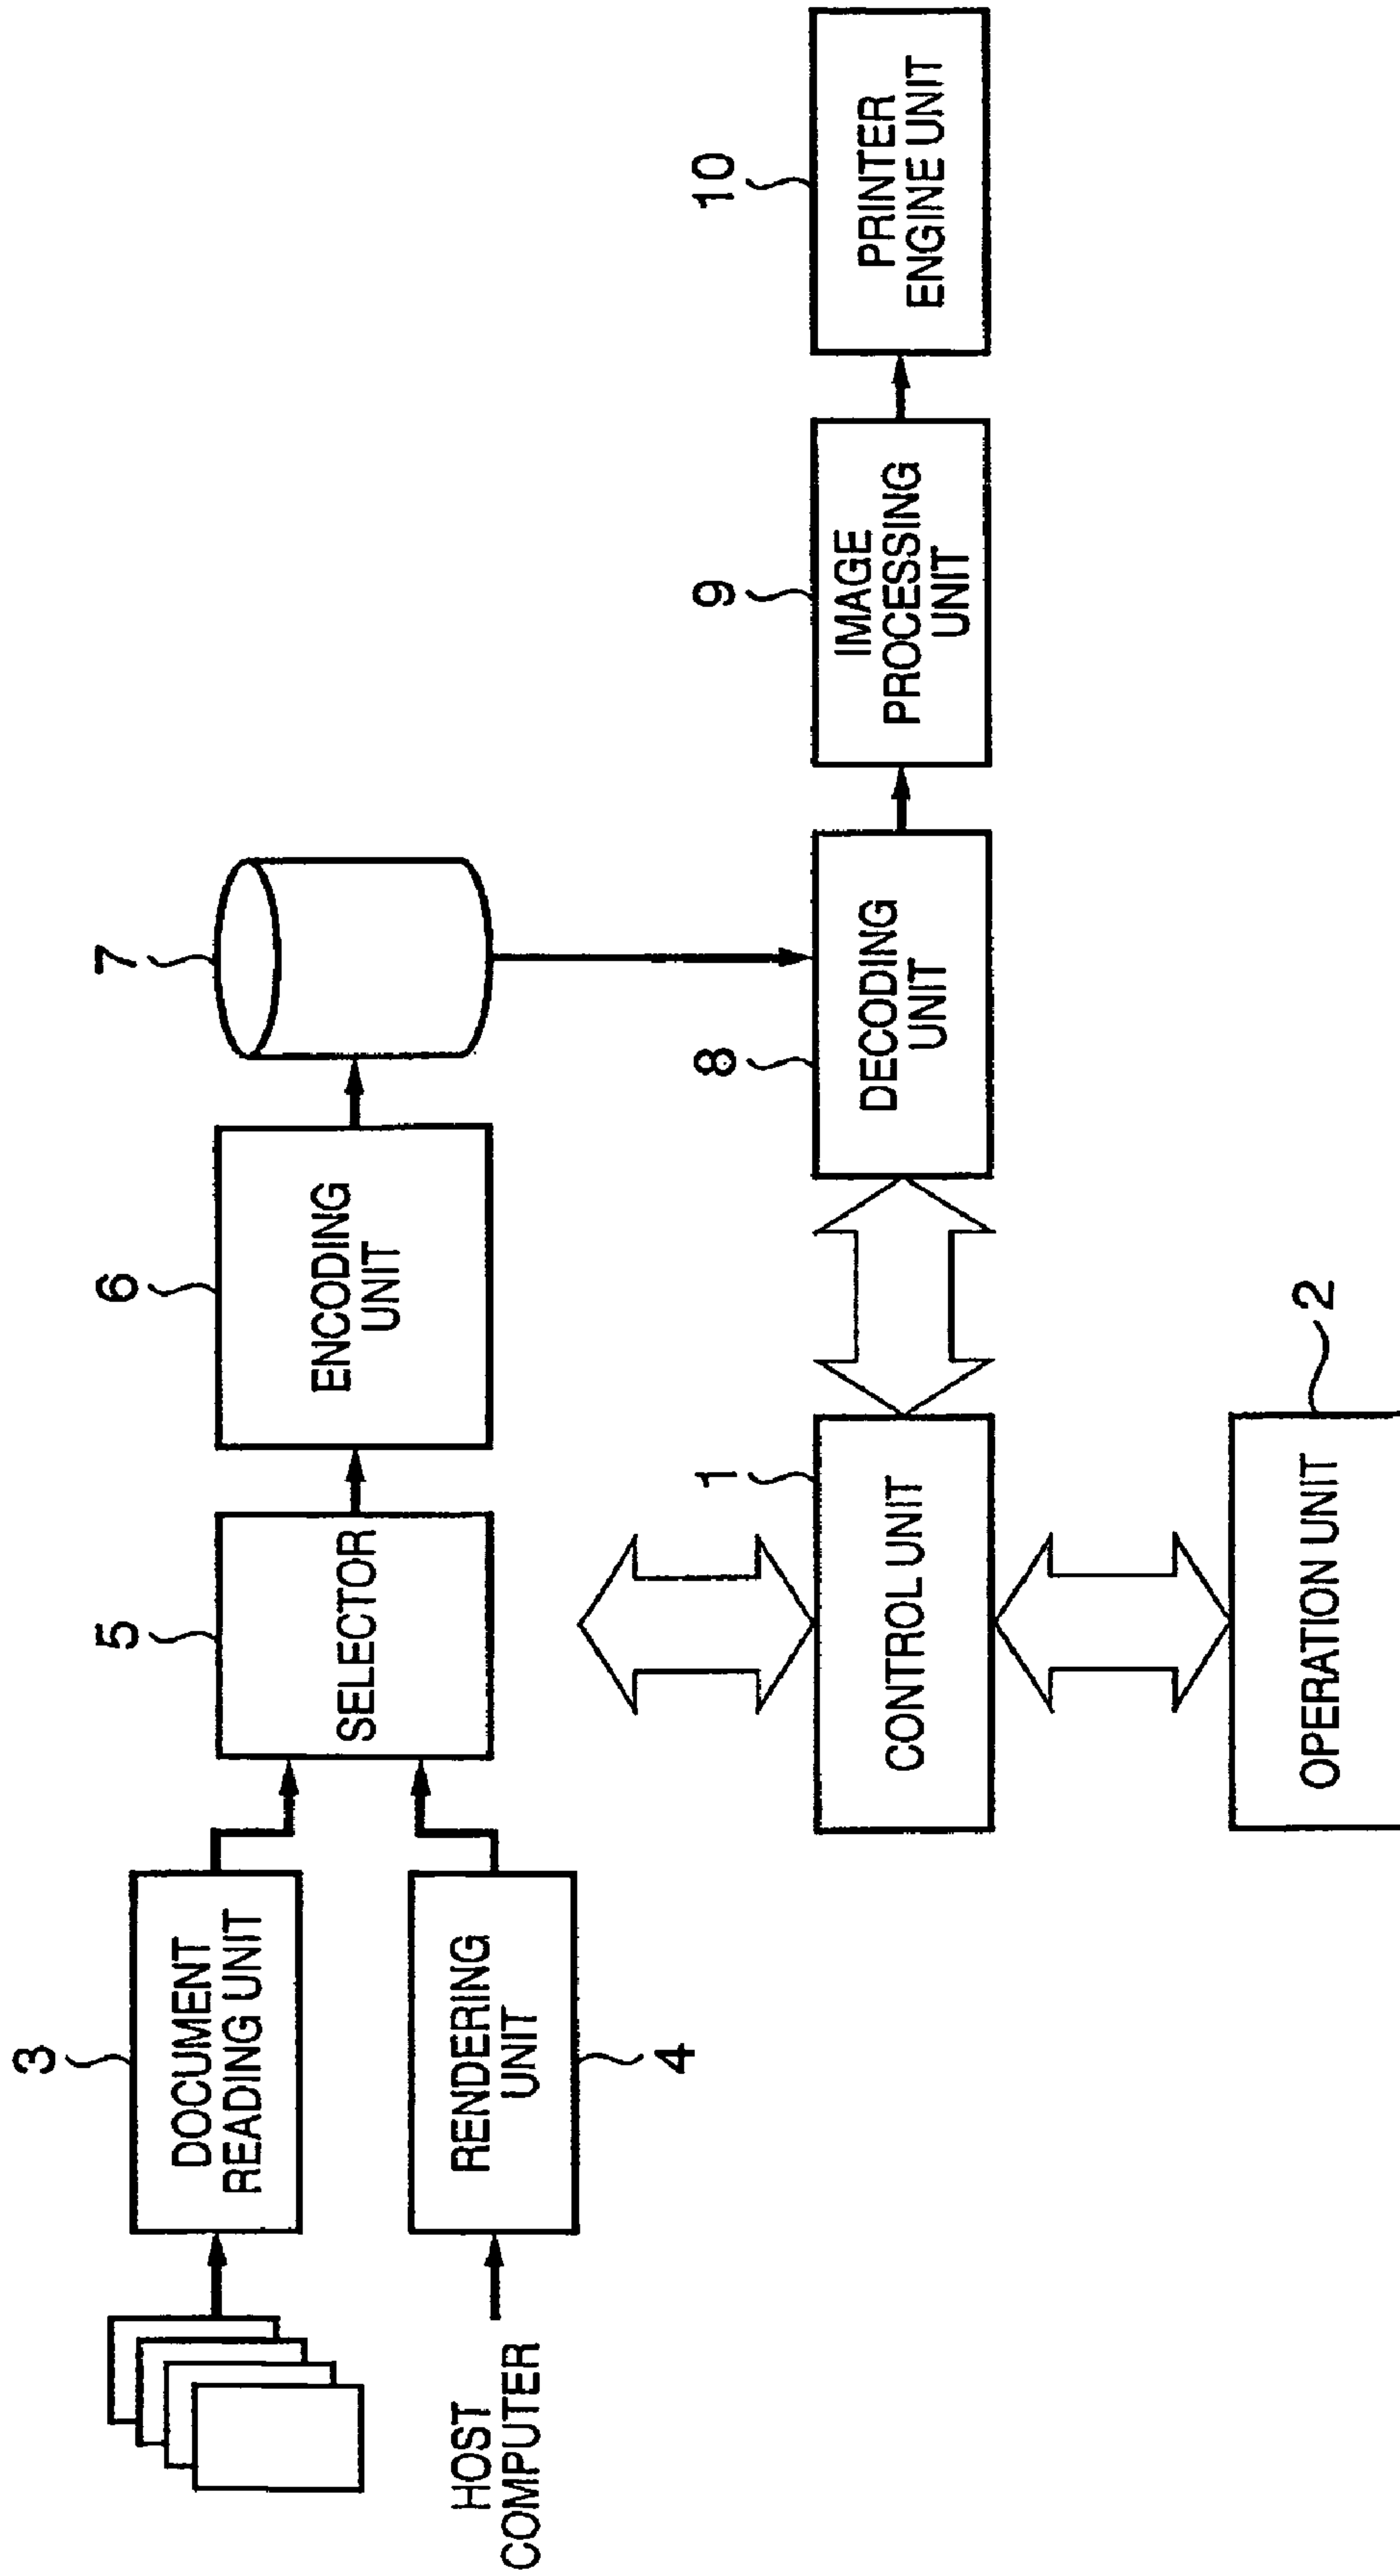 3
DOCUMENT
READING UNIT
HOST
COMPUTER
RENDERING
UNIT
4
5
SELECTOR
6
ENCODING
UNIT
7
1
CONTROL UNIT
2
OPERATION UNIT
8
DECODING
UNIT
9
IMAGE
PROCESSING
UNIT
10
PRINTER
ENGINE UNIT